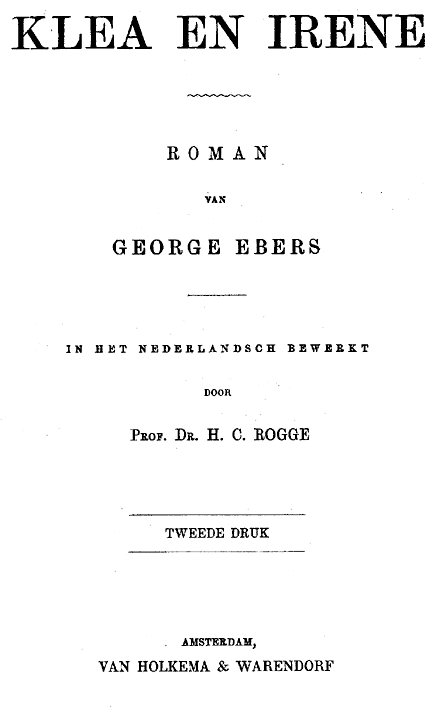 KLEA EN IRENE
ROMAN
VAN
GEORGE EBERS
IN HET NEDERLANDSCH BEWERKT
DOOR
PROF. DR. H. C. ROGGE
TWEEDE DRUK
AMSTERDAM,
VAN HOLKEMA & WARENDORF